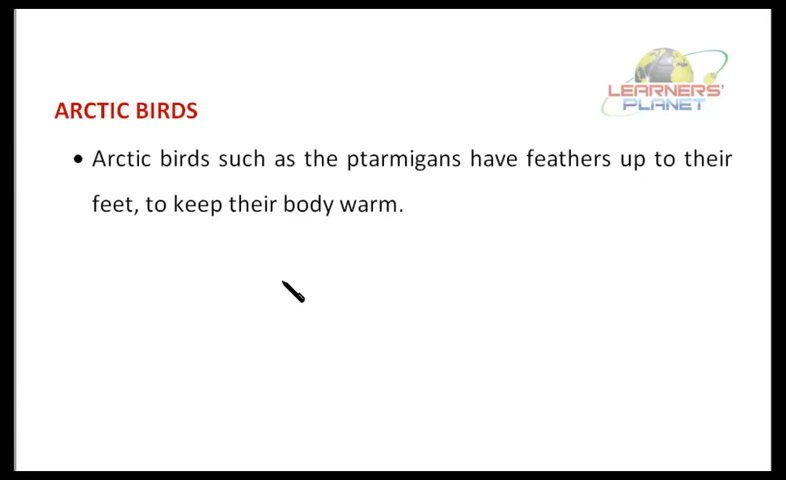 LEARNERS'
PLANET
ARCTIC BIRDS
• Arctic birds such as the ptarmigans have feathers up to their
feet, to keep their body warm.